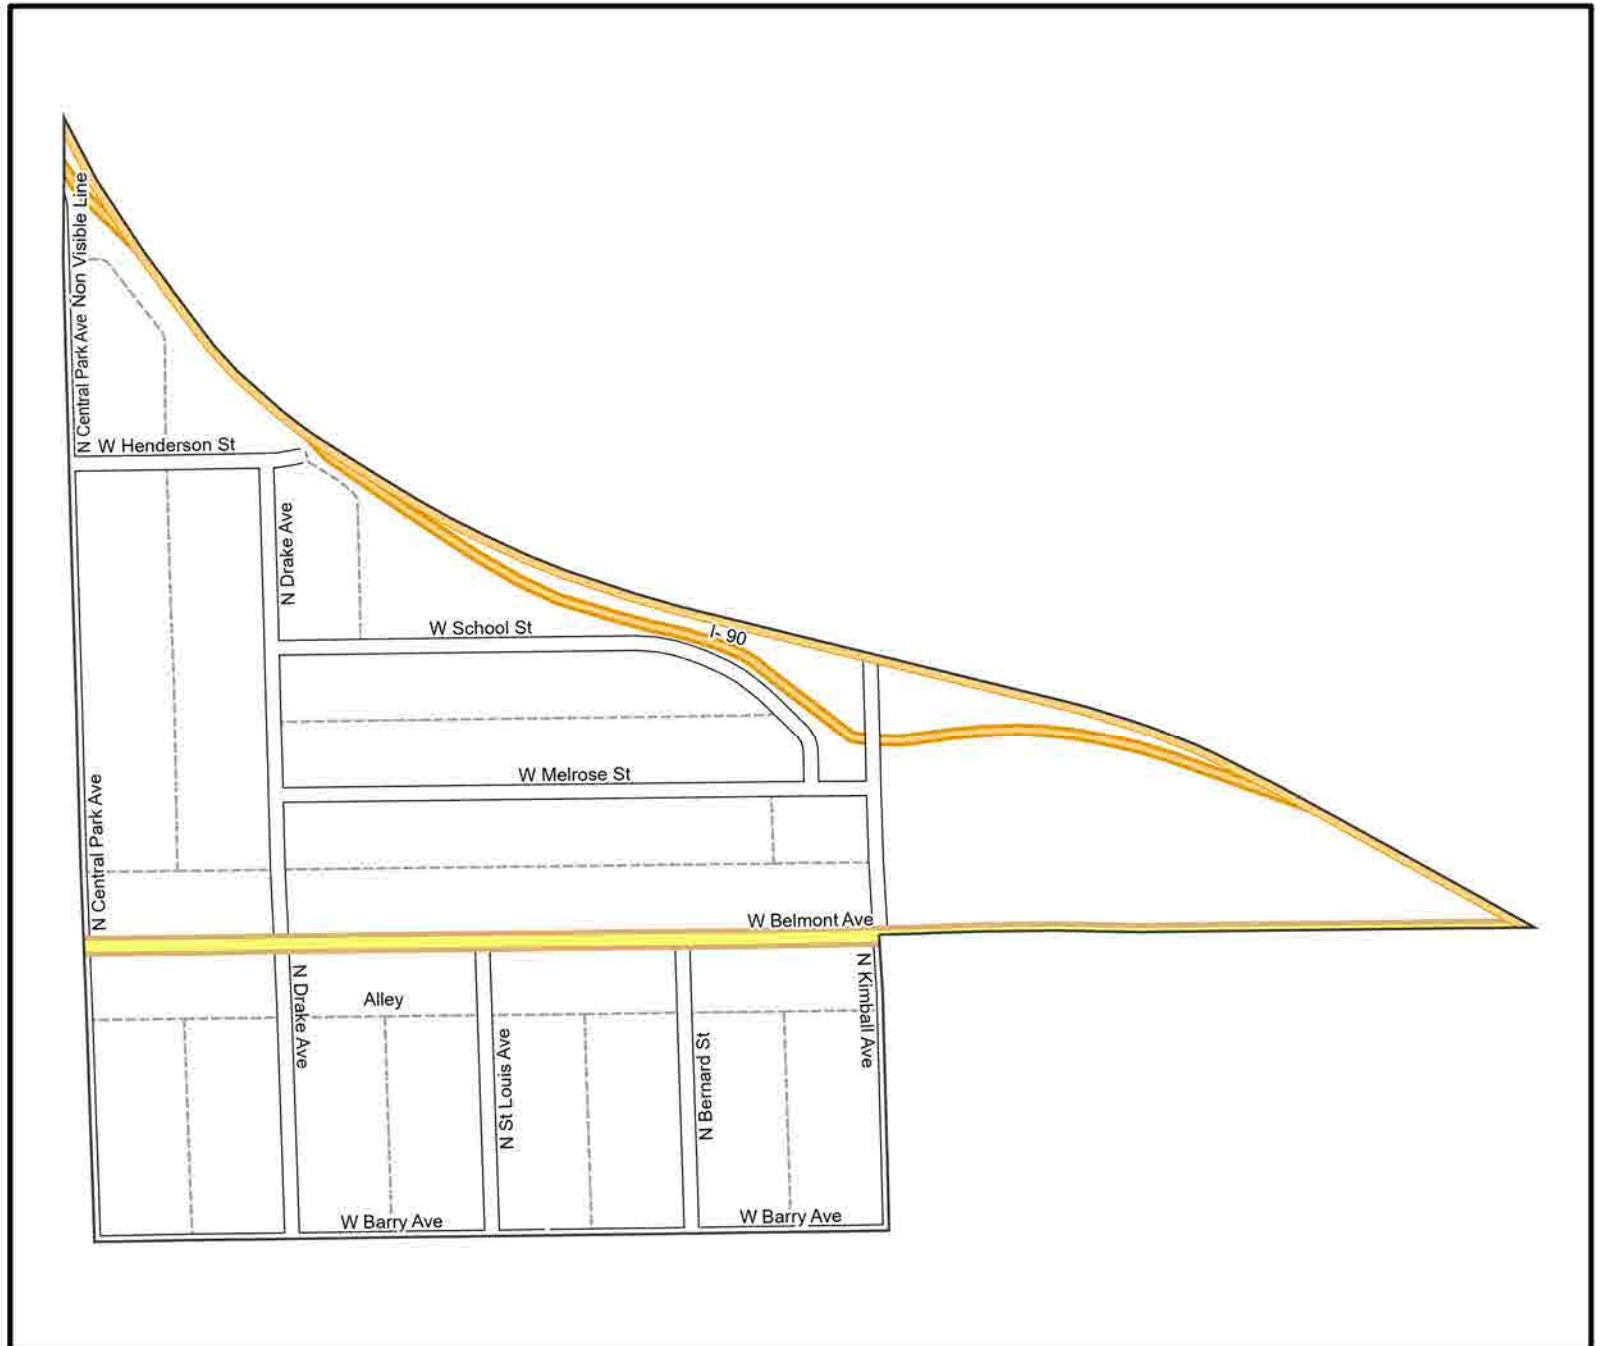 N Central Park Ave Non Visible Line
W Henderson St
N Drake Ave
W School St
I- 90
W Melrose St
N Central Park Ave
W Belmont Ave
N Drake Ave
Alley
N St Louis Ave
N Bernard St
N Kimball Ave
W Barry Ave
W Barry Ave